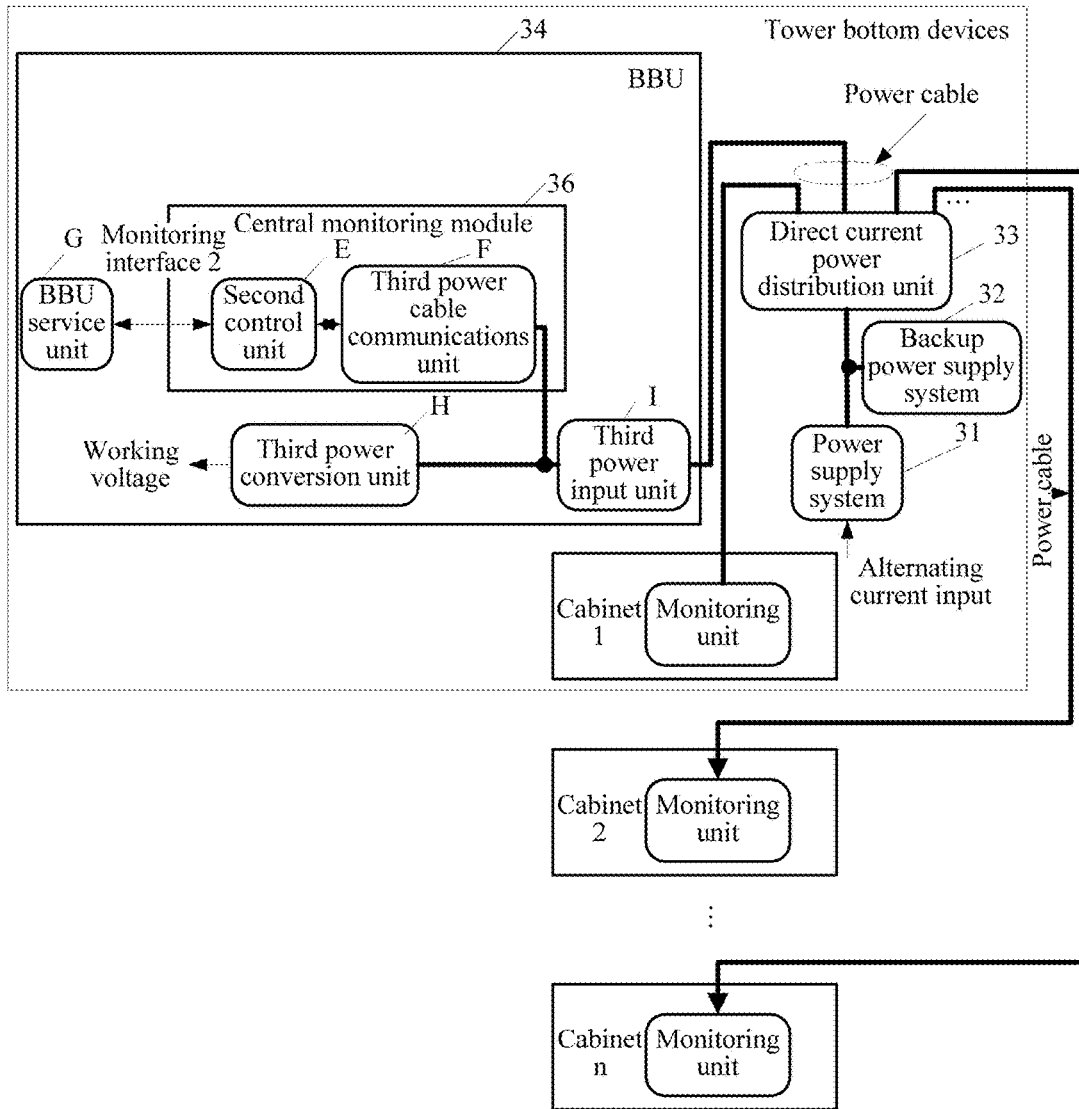 Tower bottom devices
34
BBU
Power cable
36
Central monitoring module
G
Monitoring
interface 2
E
F
BBU
service
unit
Second
control
unit
Third power
cable
communications
unit
Direct current
power
distribution unit
...
33
32
Backup
power supply
system
H
I
31
Working
voltage
Third power
conversion unit
Third
power
input unit
Power
supply
system
Power cable
Alternating
current input
Cabinet
1
Monitoring
unit
Cabinet
2
Monitoring
unit
...
Cabinet
n
Monitoring
unit